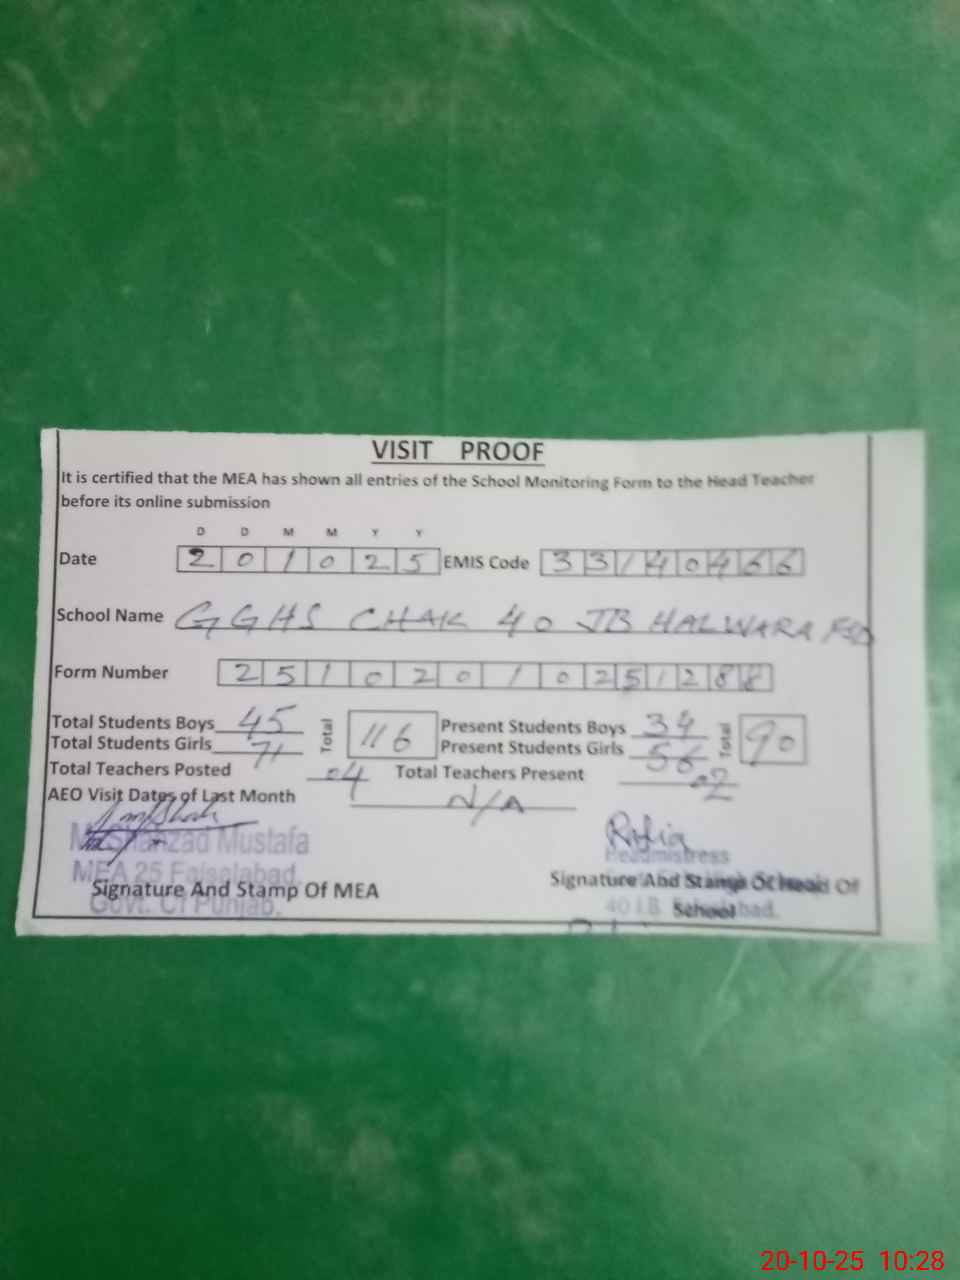 VISIT PROOF
It is certified that the MEA has shown all entries of the School Monitoring Form to the Head Teacher
before its online submission
D D M M Y Y
Date 2 0 1 0 2 5 EMIS Code 3 3 1 4 0 4 6 6
School Name GGHS CHAK 40 JB HALWARA FSD
Form Number 2 5 1 0 2 0 1 0 2 5 1 2 8 8
Total Students Boys 45 Total 116 Present Students Boys 34 Total 90
Total Students Girls 71 Present Students Girls 56
Total Teachers Posted 04 Total Teachers Present 02
AEO Visit Dates of Last Month N/A
M. Shahzad Mustafa
MEA 25 Faisalabad.
Govt. Of Punjab.
Signature And Stamp Of MEA
Rafia
Headmistress
Signature And Stamp Of Head Of
School
20-10-25 10:28